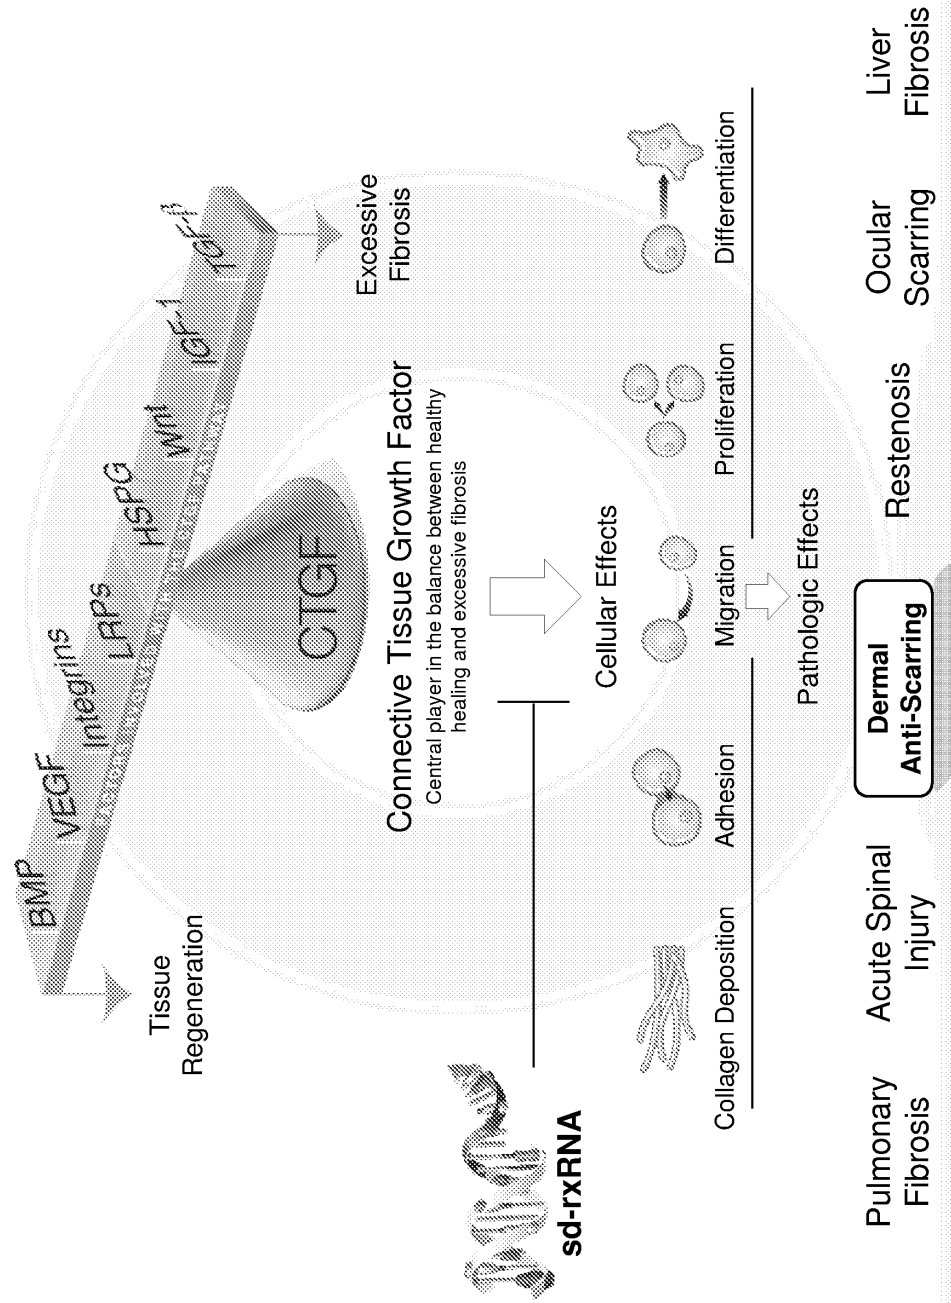 BMP
VEGF
Integrins
LRPs
HSPG
Wnt
IGF-1
TGF-β
Tissue
Regeneration
CTGF
Excessive
Fibrosis
Connective Tissue Growth Factor
Central player in the balance between healthy
healing and excessive fibrosis
sd-rxRNA
Cellular Effects
Collagen Deposition
Adhesion
Migration
Proliferation
Differentiation
Pathologic Effects
Pulmonary
Fibrosis
Acute Spinal
Injury
Dermal
Anti-Scarring
Restenosis
Ocular
Scarring
Liver
Fibrosis